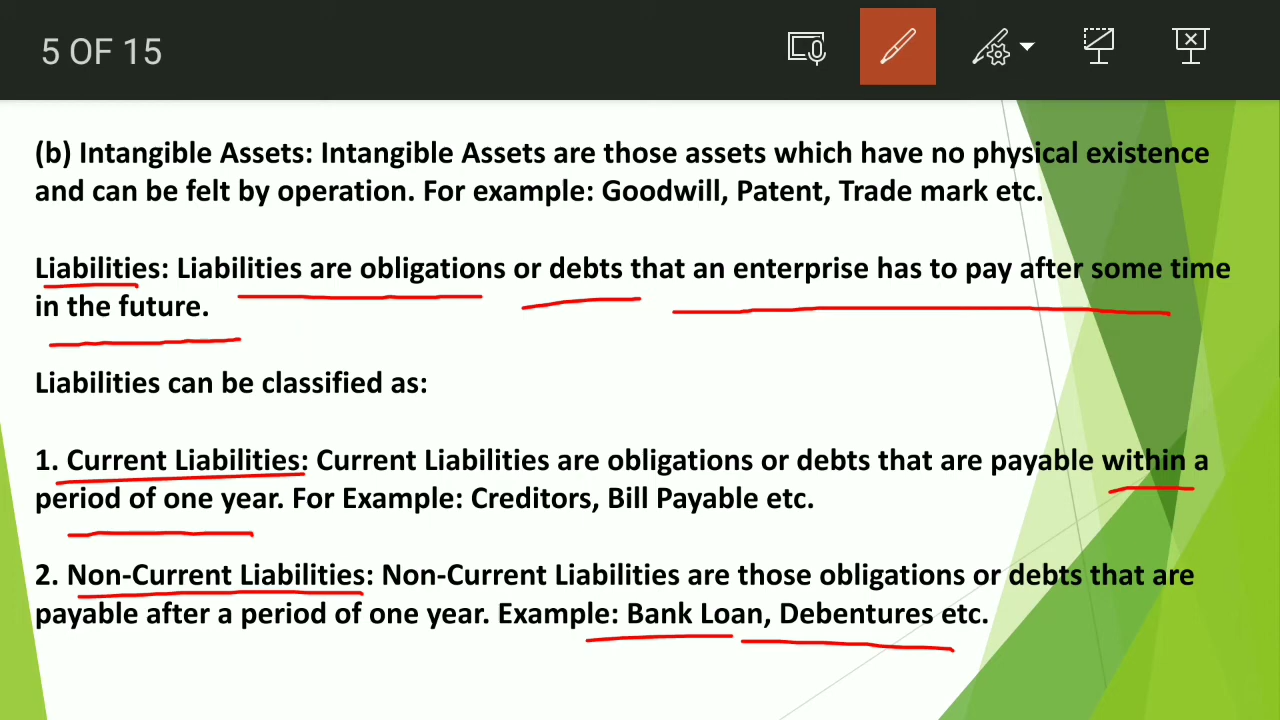 5 OF 15
(b) Intangible Assets: Intangible Assets are those assets which have no physical existence
and can be felt by operation. For example: Goodwill, Patent, Trade mark etc.
Liabilities: Liabilities are obligations or debts that an enterprise has to pay after some time
in the future.
Liabilities can be classified as:
1. Current Liabilities: Current Liabilities are obligations or debts that are payable within a
period of one year. For Example: Creditors, Bill Payable etc.
2. Non-Current Liabilities: Non-Current Liabilities are those obligations or debts that are
payable after a period of one year. Example: Bank Loan, Debentures etc.